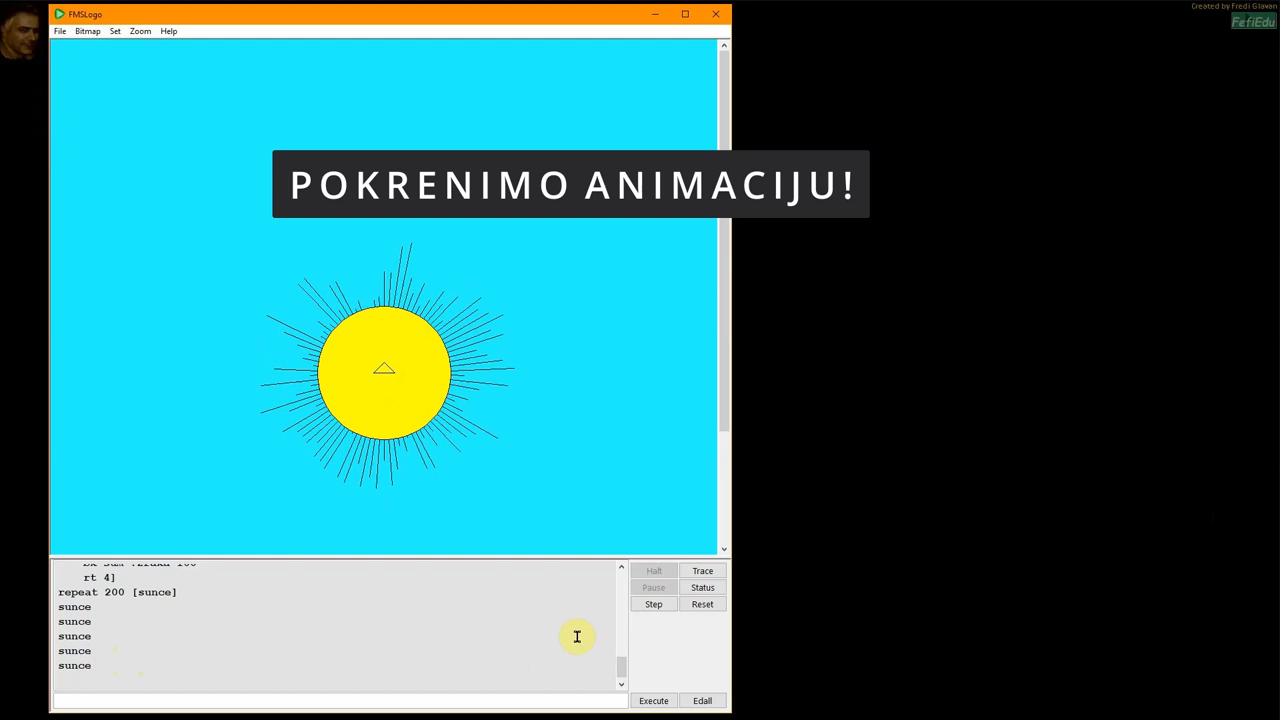 FMSLogo
Created by Fredi Glavan
FefiEdu
File Bitmap Set Zoom Help
POKRENIMO ANIMACIJU!
rt 4]
repeat 200 [sunce]
sunce
sunce
sunce
sunce
sunce
Halt Trace
Pause Status
Step Reset
Execute Edall